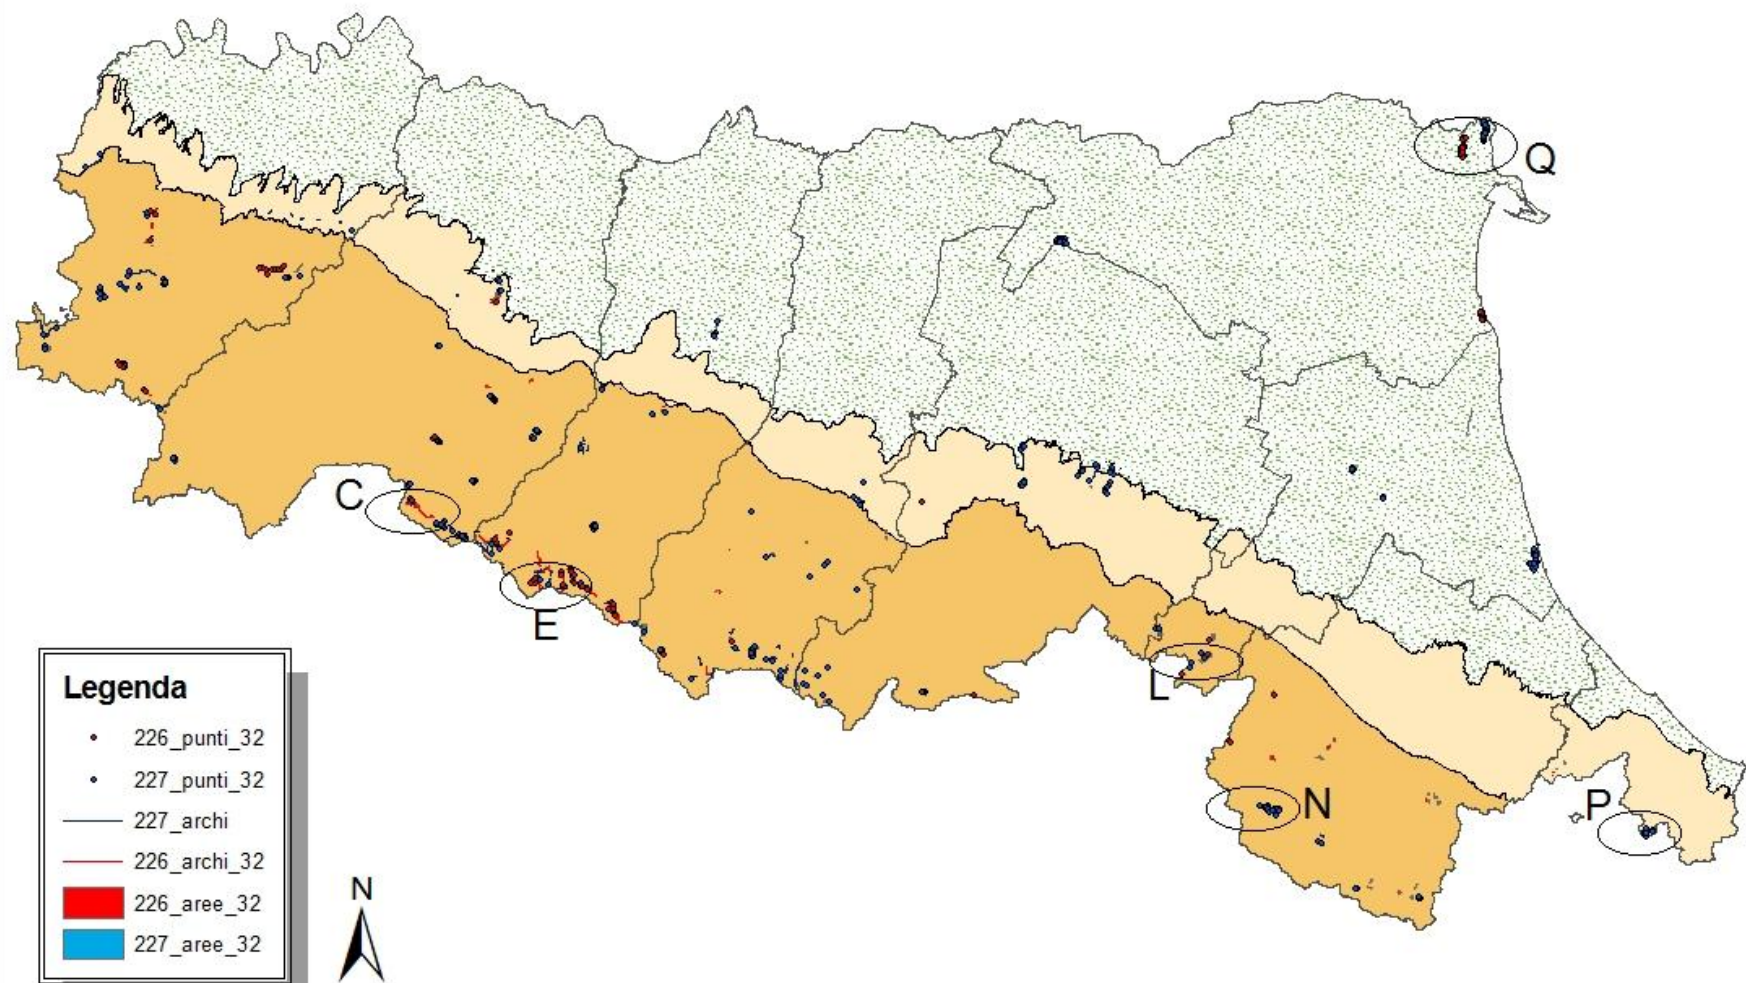 Q
C
E
L
N
P
Legenda
226_punti_32
227_punti_32
227_archi
226_archi_32
226_aree_32
227_aree_32
N